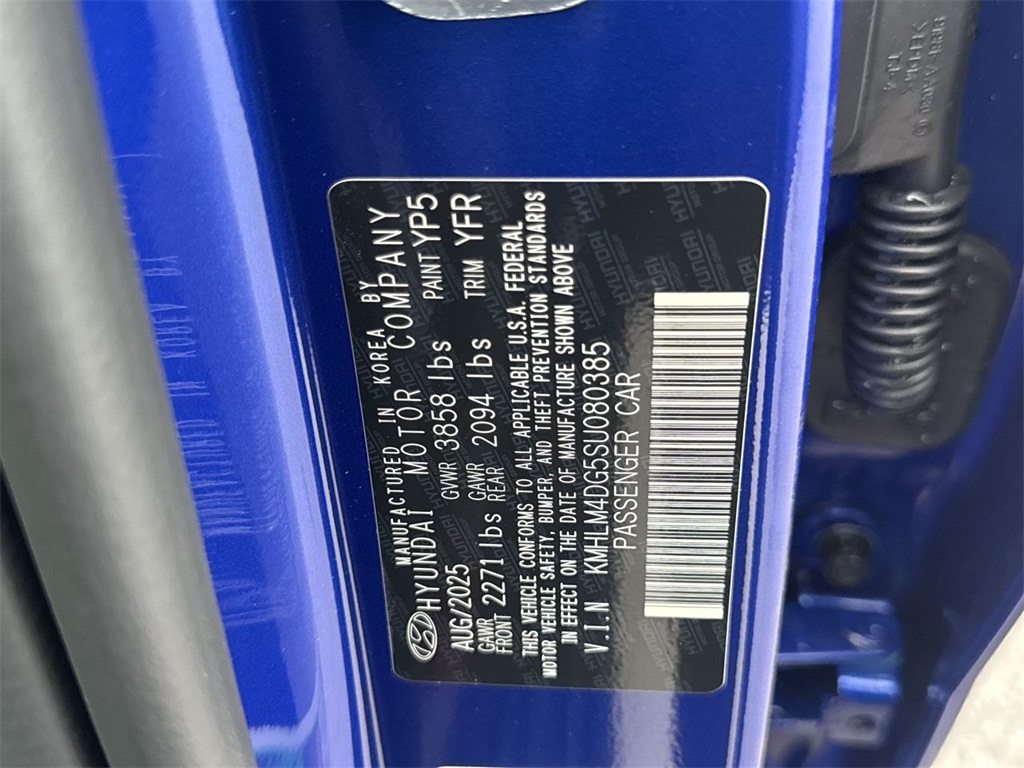 MANUFACTURED IN KOREA BY
HYUNDAI MOTOR COMPANY
AUG/2025 GVWR 3858 lbs PAINT YP5
GAWR FRONT 2271 lbs GAWR REAR 2094 lbs TRIM YFR
THIS VEHICLE CONFORMS TO ALL APPLICABLE U.S.A. FEDERAL
MOTOR VEHICLE SAFETY, BUMPER, AND THEFT PREVENTION STANDARDS
IN EFFECT ON THE DATE OF MANUFACTURE SHOWN ABOVE
V.I.N KMHLM4DG5SU080385
PASSENGER CAR
HYUNDAI